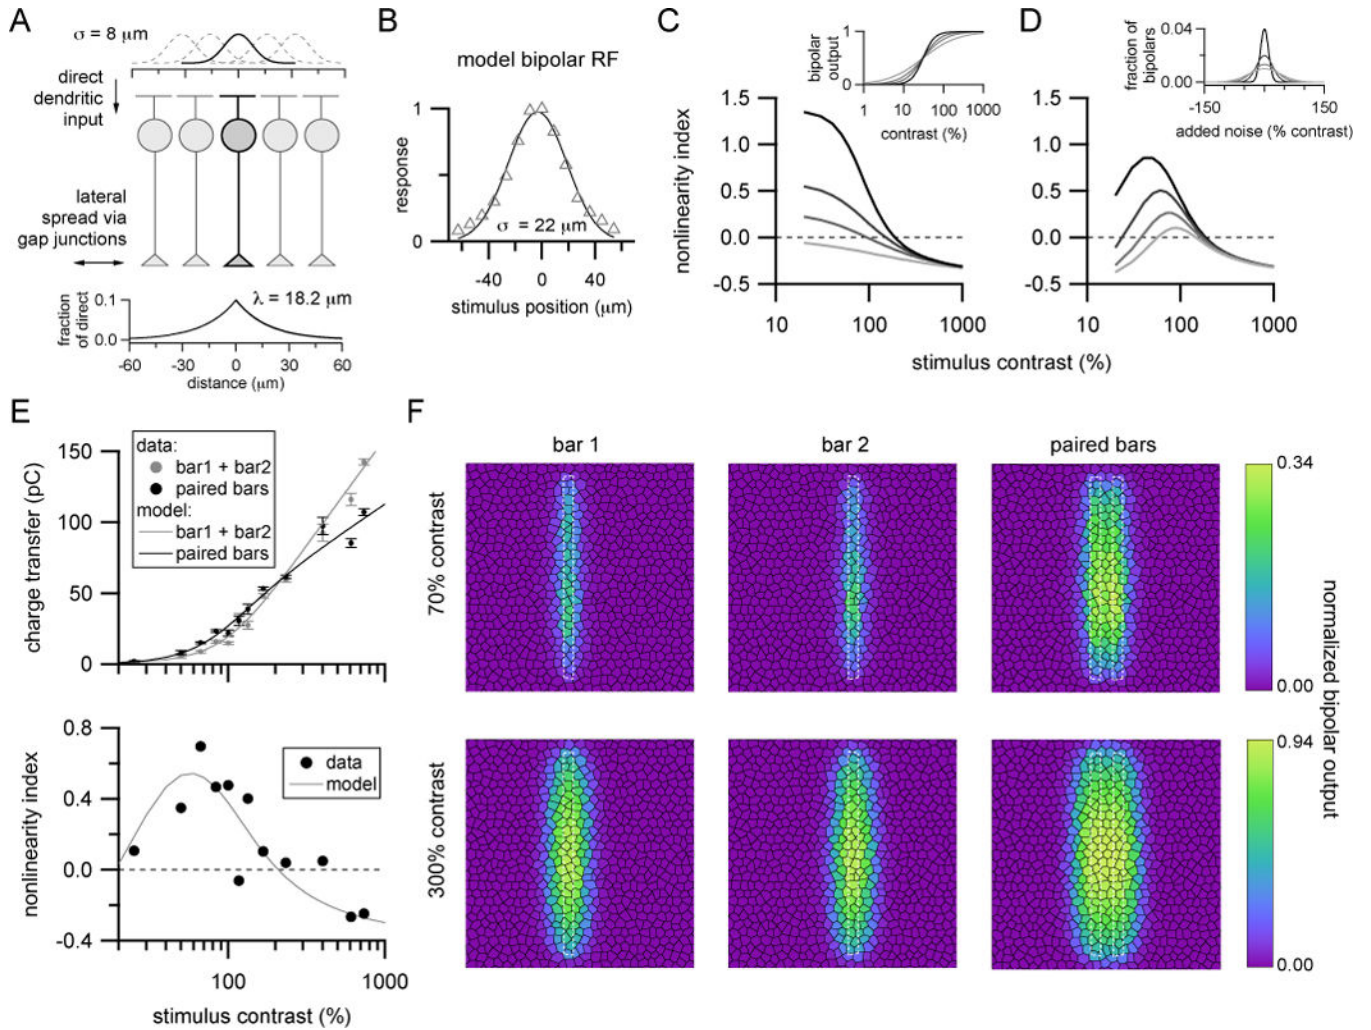 A
σ = 8 μm
direct
dendritic
input
lateral
spread via
gap junctions
fraction
of direct
0.1
0.0
λ = 18.2 μm
-60
-30
0
30
60
distance (μm)
B
model bipolar RF
response
1
0
σ = 22 μm
-40
0
40
stimulus position (μm)
C
bipolar
output
1
0
1
10
100
1000
contrast (%)
nonlinearity index
1.5
1.0
0.5
0.0
-0.5
10
100
1000
D
fraction of
bipolars
0.04
0.00
-150
150
added noise (% contrast)
1.5
1.0
0.5
0.0
-0.5
10
100
1000
stimulus contrast (%)
E
charge transfer (pC)
150
100
50
0
data:
bar1 + bar2
paired bars
model:
bar1 + bar2
paired bars
100
1000
nonlinearity index
0.8
0.4
0.0
-0.4
data
model
100
1000
stimulus contrast (%)
F
bar 1
bar 2
paired bars
70% contrast
300% contrast
0.34
0.00
0.94
0.00
normalized bipolar output